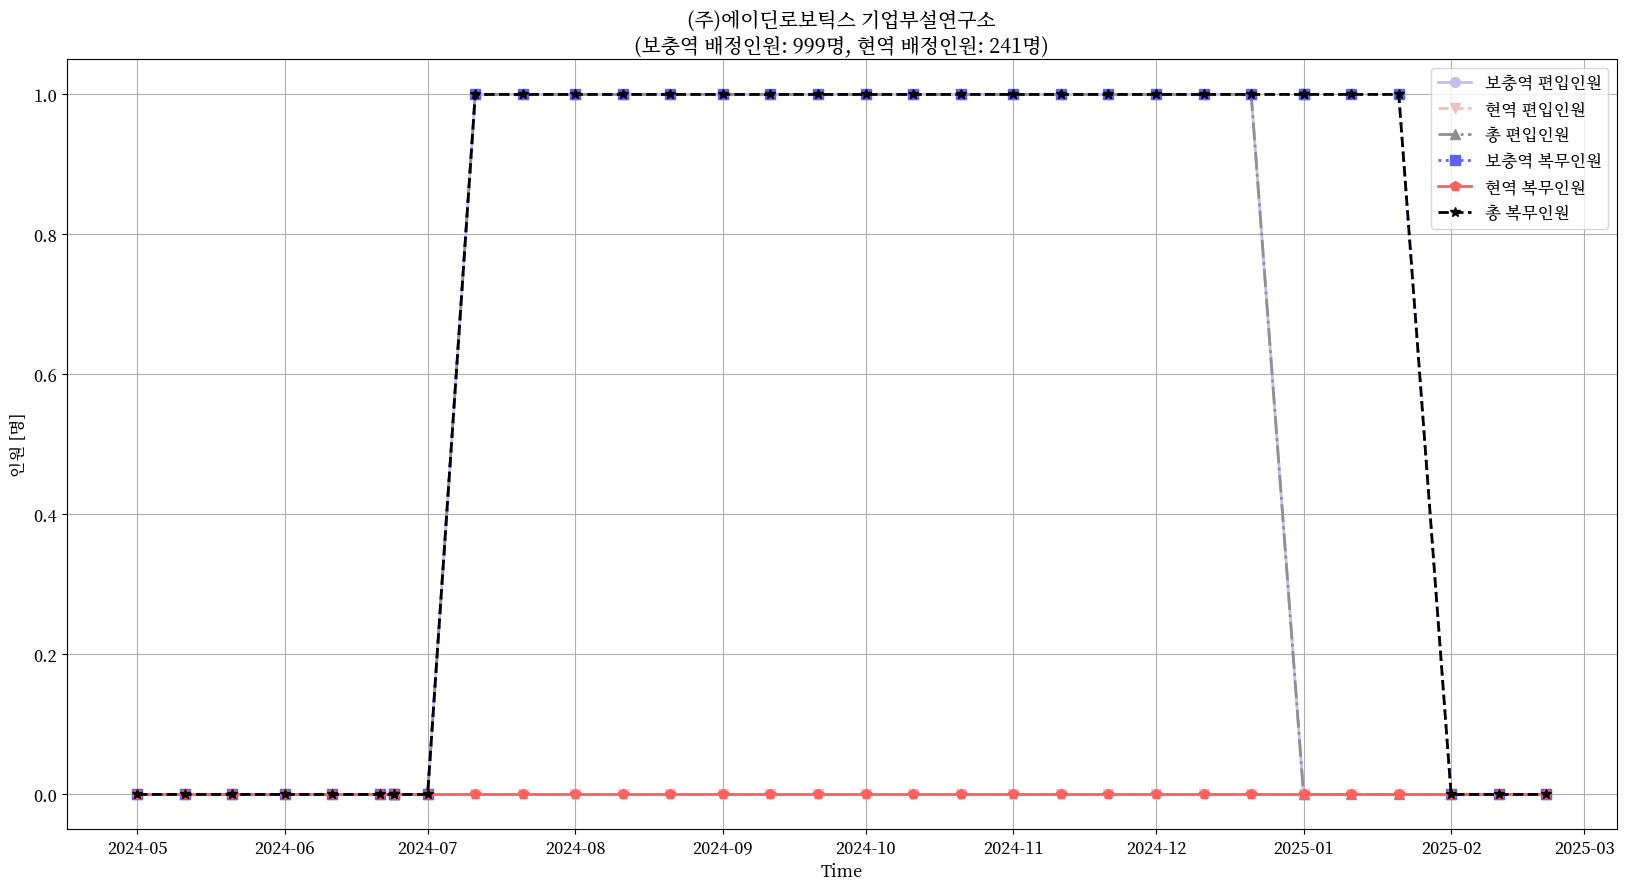 (주)에이딘로보틱스 기업부설연구소
(보충역 배정인원: 999명, 현역 배정인원: 241명)
보충역 편입인원
현역 편입인원
총 편입인원
보충역 복무인원
현역 복무인원
총 복무인원
인원 [명]
1.0
0.8
0.6
0.4
0.2
0.0
2024-05 2024-06 2024-07 2024-08 2024-09 2024-10 2024-11 2024-12 2025-01 2025-02 2025-03
Time